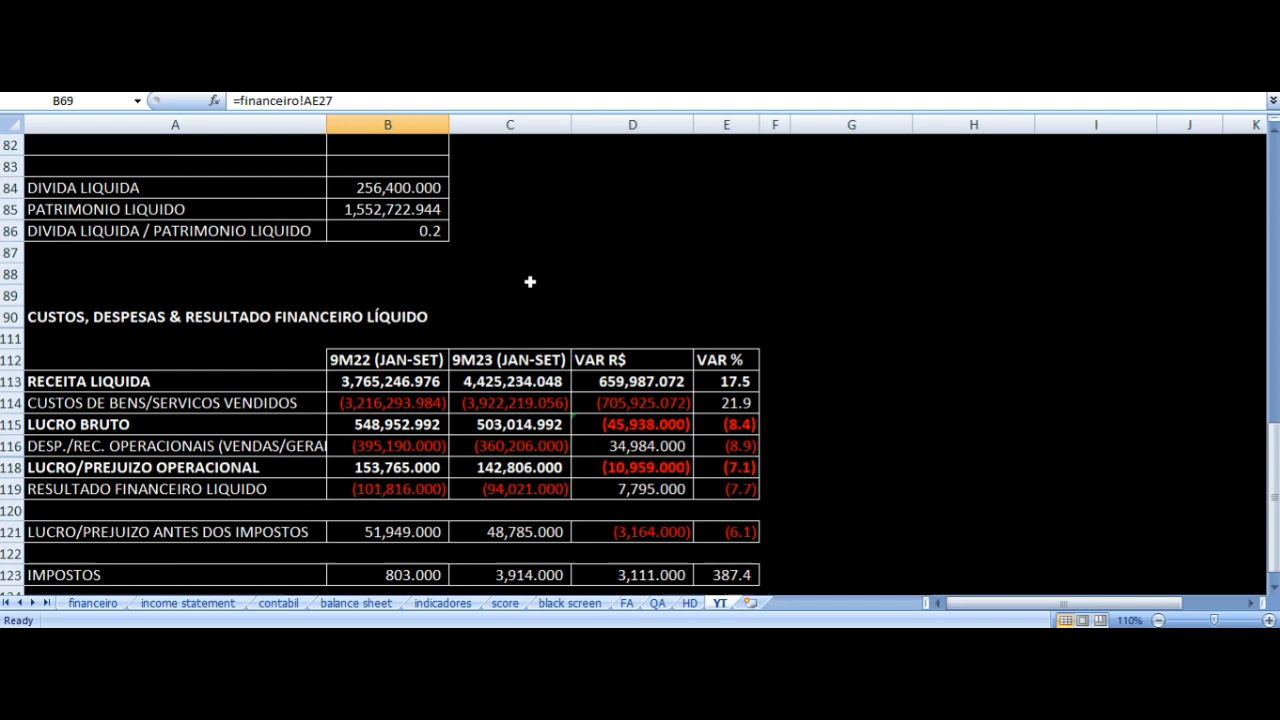 B69 fx =financeiro!AE27
A B C D E F G H I J K
82
83
84 DIVIDA LIQUIDA 256,400.000
85 PATRIMONIO LIQUIDO 1,552,722.944
86 DIVIDA LIQUIDA / PATRIMONIO LIQUIDO 0.2
87
88
89
90 CUSTOS, DESPESAS & RESULTADO FINANCEIRO LÍQUIDO
111
112 9M22 (JAN-SET) 9M23 (JAN-SET) VAR R$ VAR %
113 RECEITA LIQUIDA 3,765,246.976 4,425,234.048 659,987.072 17.5
114 CUSTOS DE BENS/SERVICOS VENDIDOS (3,216,293.984) (3,922,219.056) (705,925.072) 21.9
115 LUCRO BRUTO 548,952.992 503,014.992 (45,938.000) (8.4)
116 DESP./REC. OPERACIONAIS (VENDAS/GERAI (395,190.000) (360,206.000) 34,984.000 (8.9)
118 LUCRO/PREJUIZO OPERACIONAL 153,765.000 142,806.000 (10,959.000) (7.1)
119 RESULTADO FINANCEIRO LIQUIDO (101,816.000) (94,021.000) 7,795.000 (7.7)
120
121 LUCRO/PREJUIZO ANTES DOS IMPOSTOS 51,949.000 48,785.000 (3,164.000) (6.1)
122
123 IMPOSTOS 803.000 3,914.000 3,111.000 387.4
financeiro income statement contabil balance sheet indicadores score black screen FA QA HD YT
Ready 110%